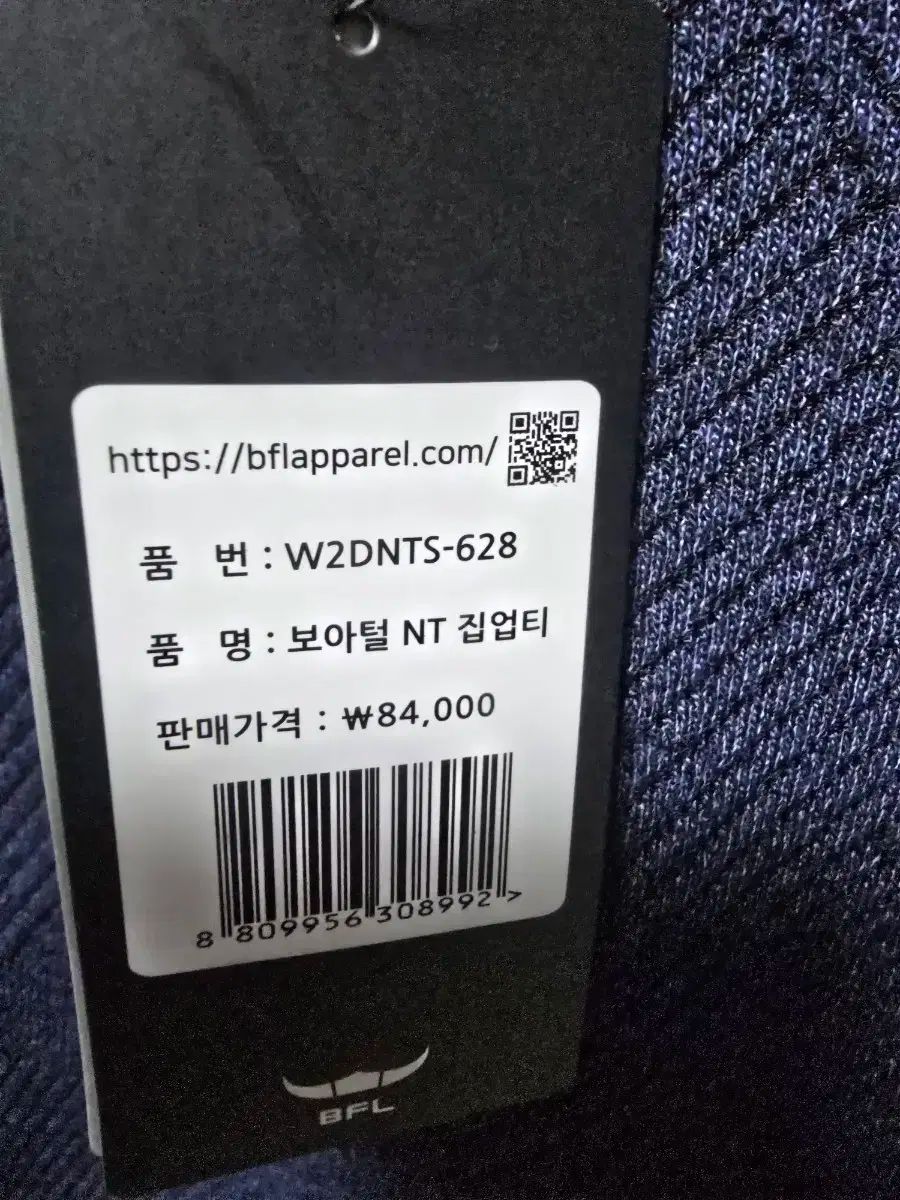 https://bflapparel.com/
품 번 : W2DNTS-628
품 명 : 보아털 NT 집업티
판매가격 : ₩84,000
8 809956 308992 >
BFL